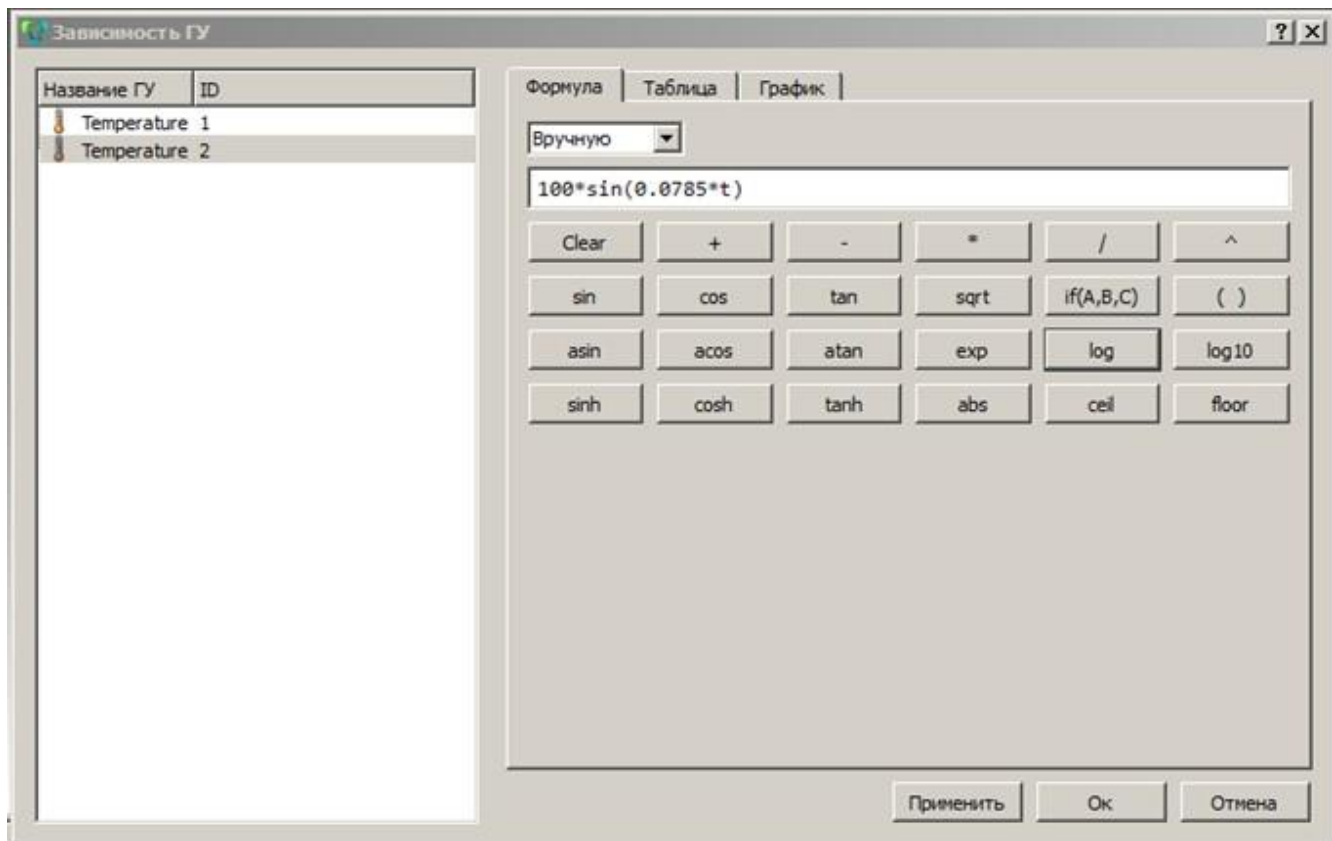 Зависимость ГУ
? X
Название ГУ ID
Temperature 1
Temperature 2
Формула Таблица График
Вручную
100*sin(0.0785*t)
Clear + - * / ^
sin cos tan sqrt if(A,B,C) ( )
asin acos atan exp log log10
sinh cosh tanh abs ceil floor
Применить Ок Отмена